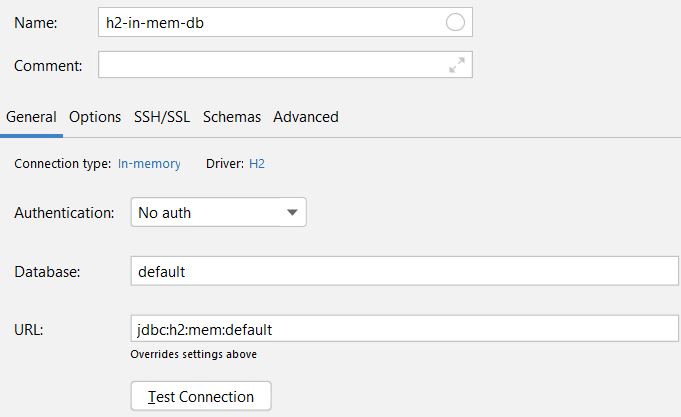 Name: h2-in-mem-db
Comment:
General Options SSH/SSL Schemas Advanced
Connection type: In-memory Driver: H2
Authentication: No auth
Database: default
URL: jdbc:h2:mem:default
Overrides settings above
Test Connection